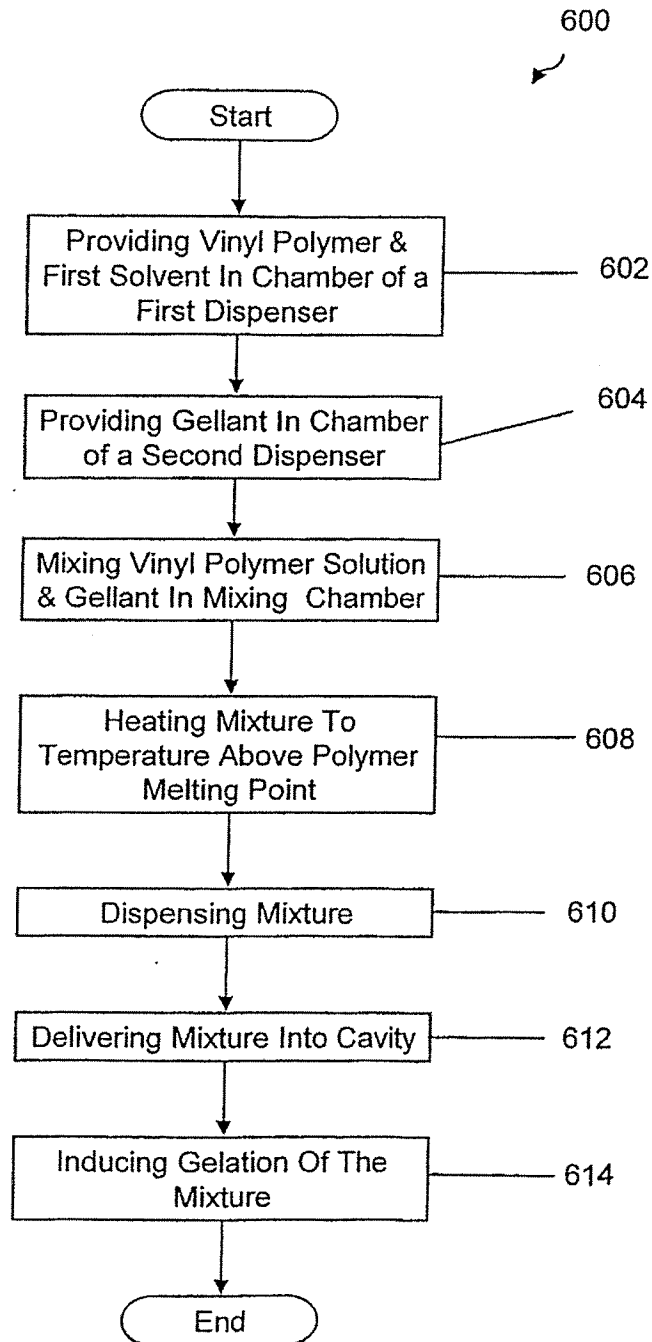 600
Start
Providing Vinyl Polymer &
First Solvent In Chamber of a
First Dispenser
602
Providing Gellant In Chamber
of a Second Dispenser
604
Mixing Vinyl Polymer Solution
& Gellant In Mixing Chamber
606
Heating Mixture To
Temperature Above Polymer
Melting Point
608
Dispensing Mixture
610
Delivering Mixture Into Cavity
612
Inducing Gelation Of The
Mixture
614
End